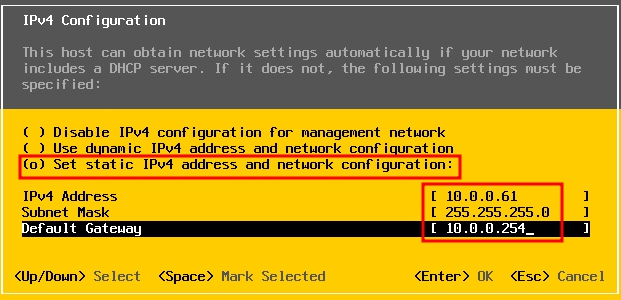 IPv4 Configuration
This host can obtain network settings automatically if your network
includes a DHCP server. If it does not, the following settings must be
specified:
( ) Disable IPv4 configuration for management network
( ) Use dynamic IPv4 address and network configuration
(o) Set static IPv4 address and network configuration:
IPv4 Address [ 10.0.0.61 ]
Subnet Mask [ 255.255.255.0 ]
Default Gateway [ 10.0.0.254_ ]
<Up/Down> Select <Space> Mark Selected <Enter> OK <Esc> Cancel